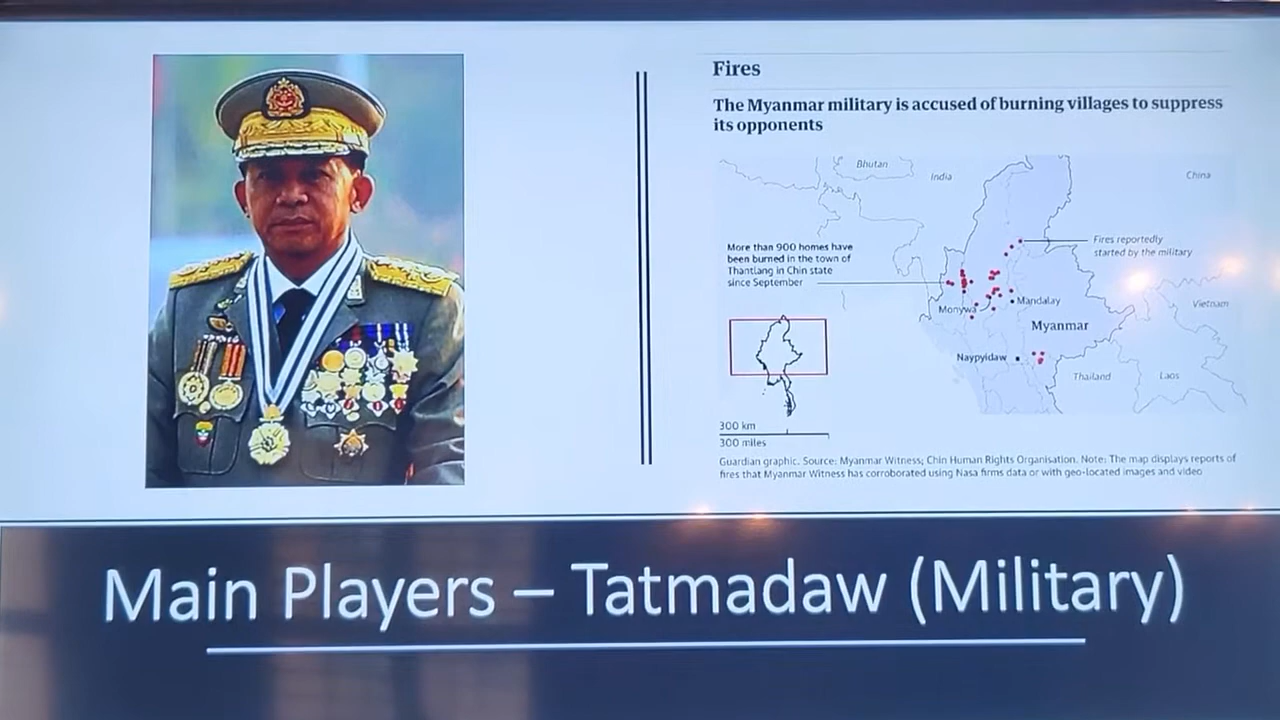 Fires
The Myanmar military is accused of burning villages to suppress
its opponents
Bhutan
India
China
More than 900 homes have
been burned in the town of
Thantlang in Chin state
since September
Fires reportedly
started by the military
Monywa
Mandalay
Vietnam
Myanmar
Naypyidaw
Thailand
Laos
300 km
300 miles
Guardian graphic. Source: Myanmar Witness; Chin Human Rights Organisation. Note: The map displays reports of
fires that Myanmar Witness has corroborated using Nasa firms data or with geo-located images and video
Main Players – Tatmadaw (Military)